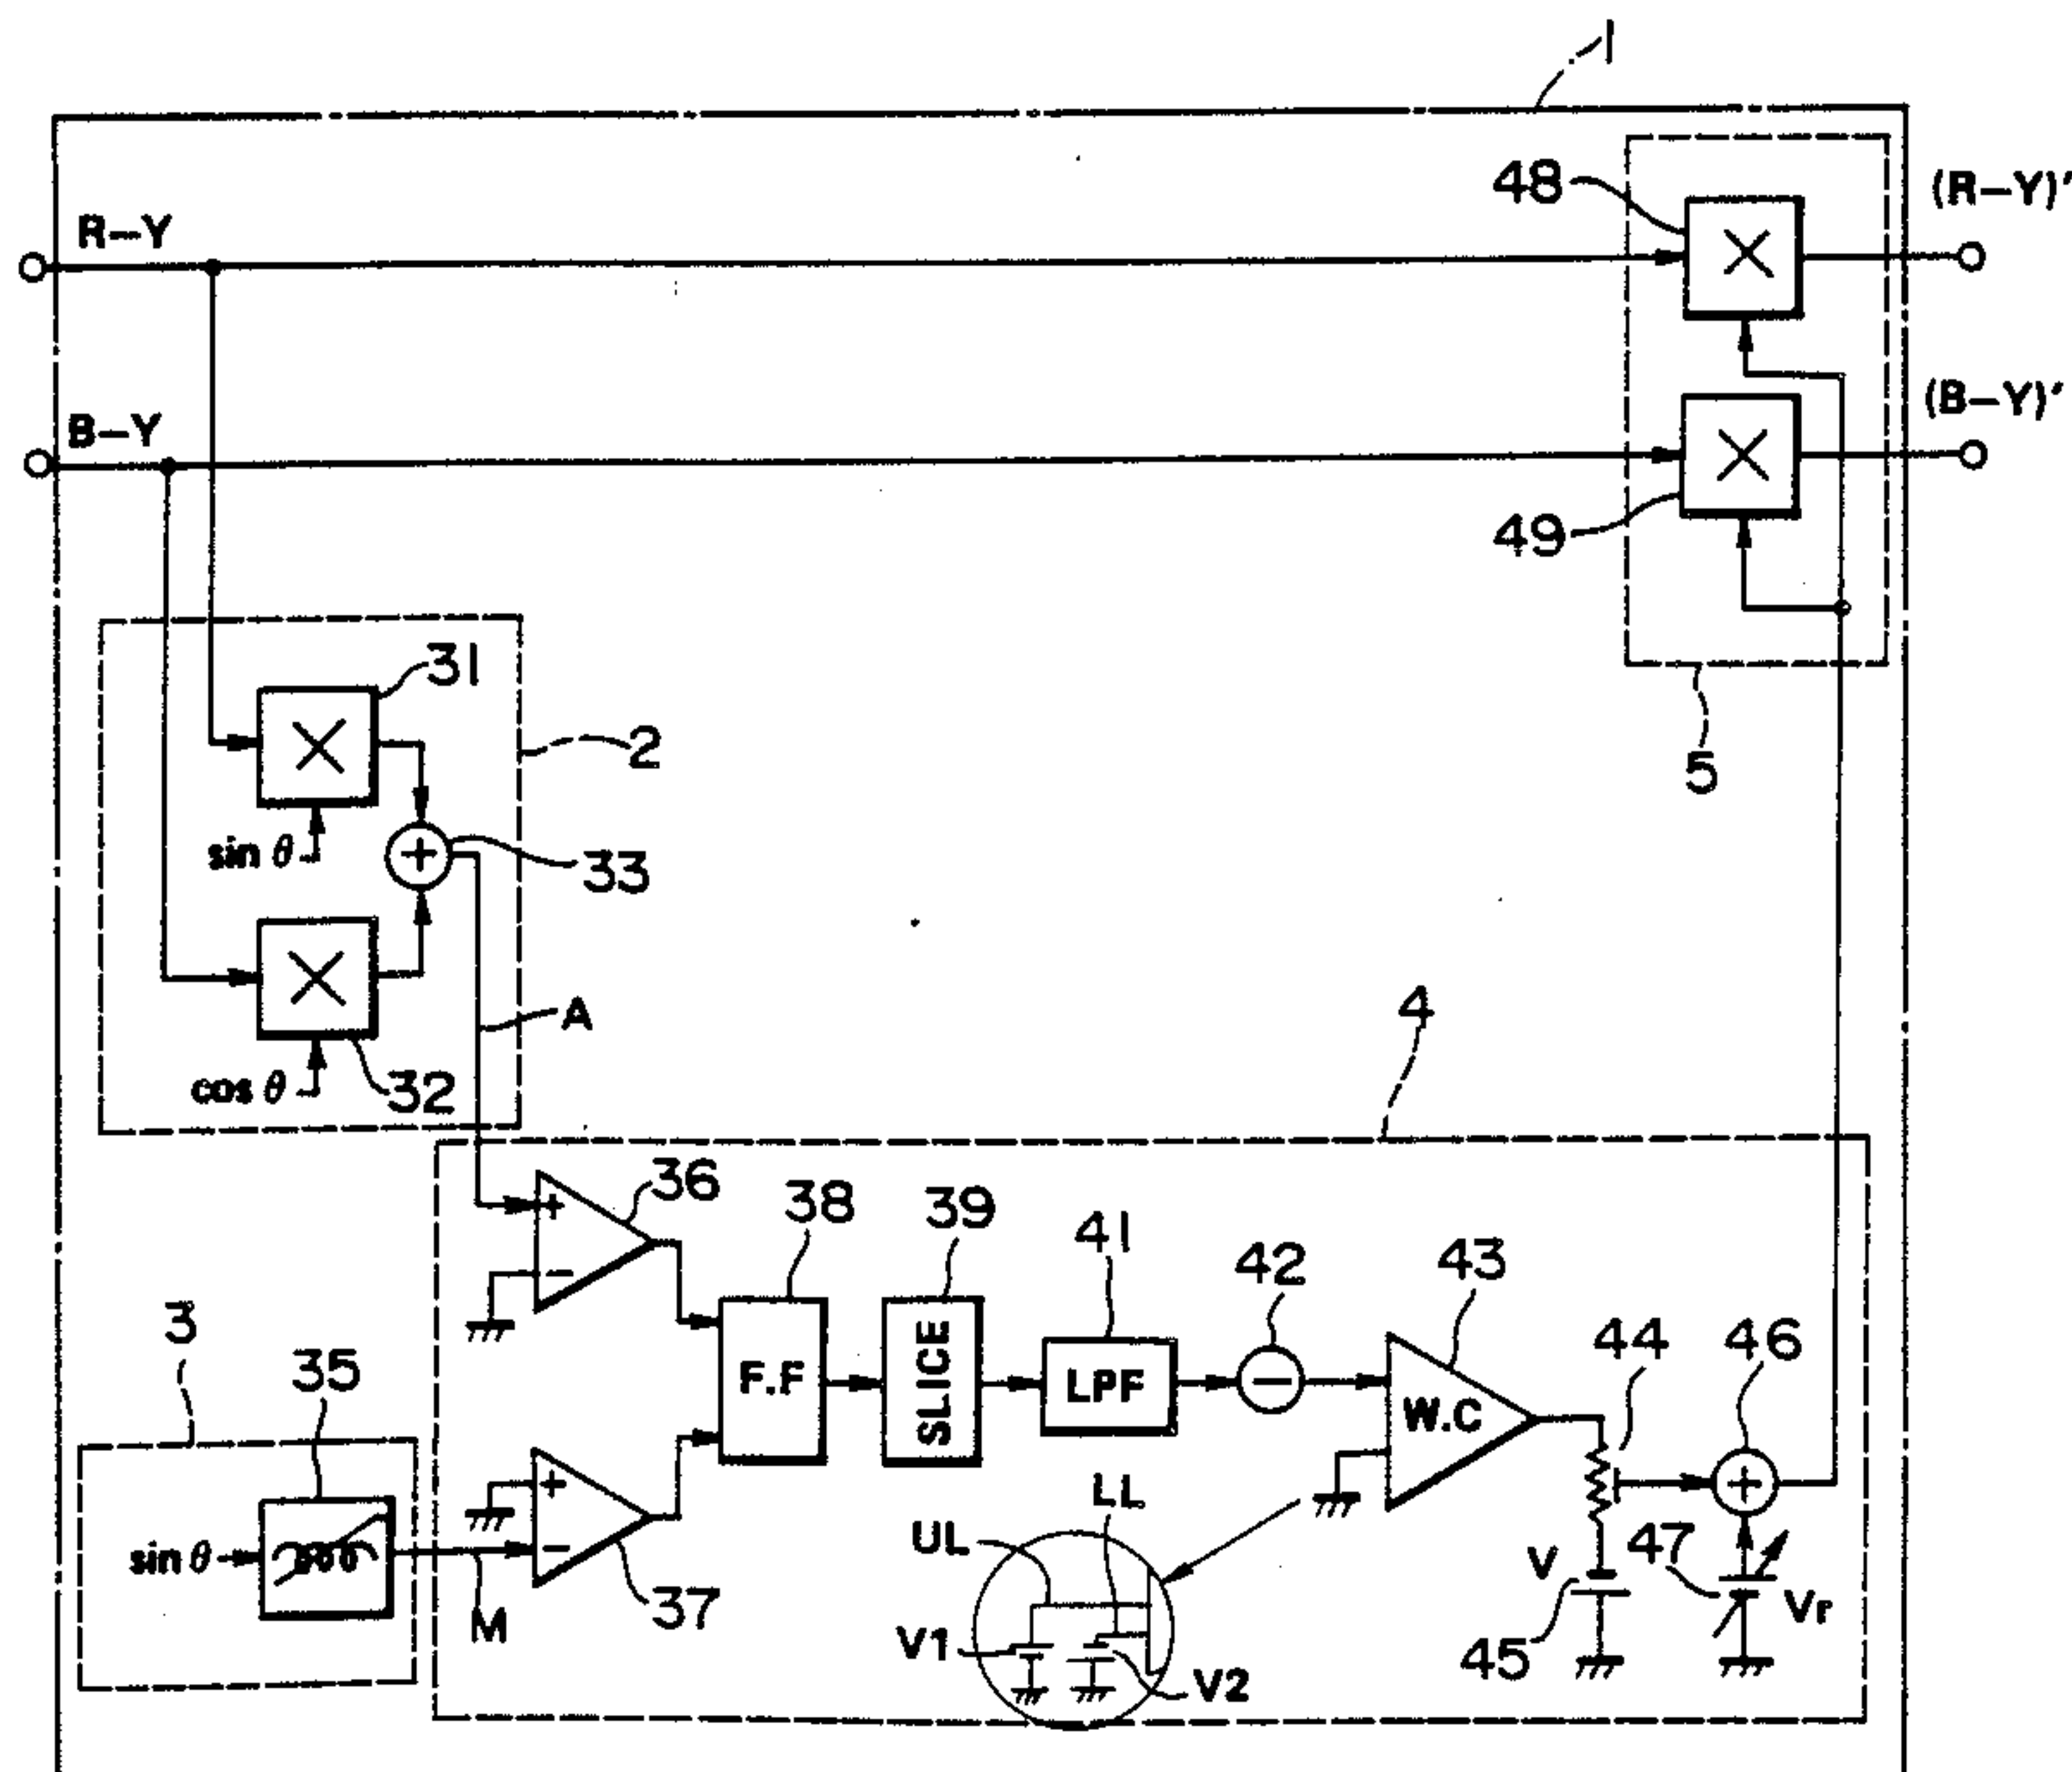 1
48
(R-Y)'
R-Y
(B-Y)'
B-Y
49
31
2
5
sin θ
33
A
4
cos θ
32
36
38
39
41
42
43
44
46
3
35
F.F
SLICE
LPF
W.C
LL
UL
sin θ
M
37
V1
V2
V
45
47
Vr